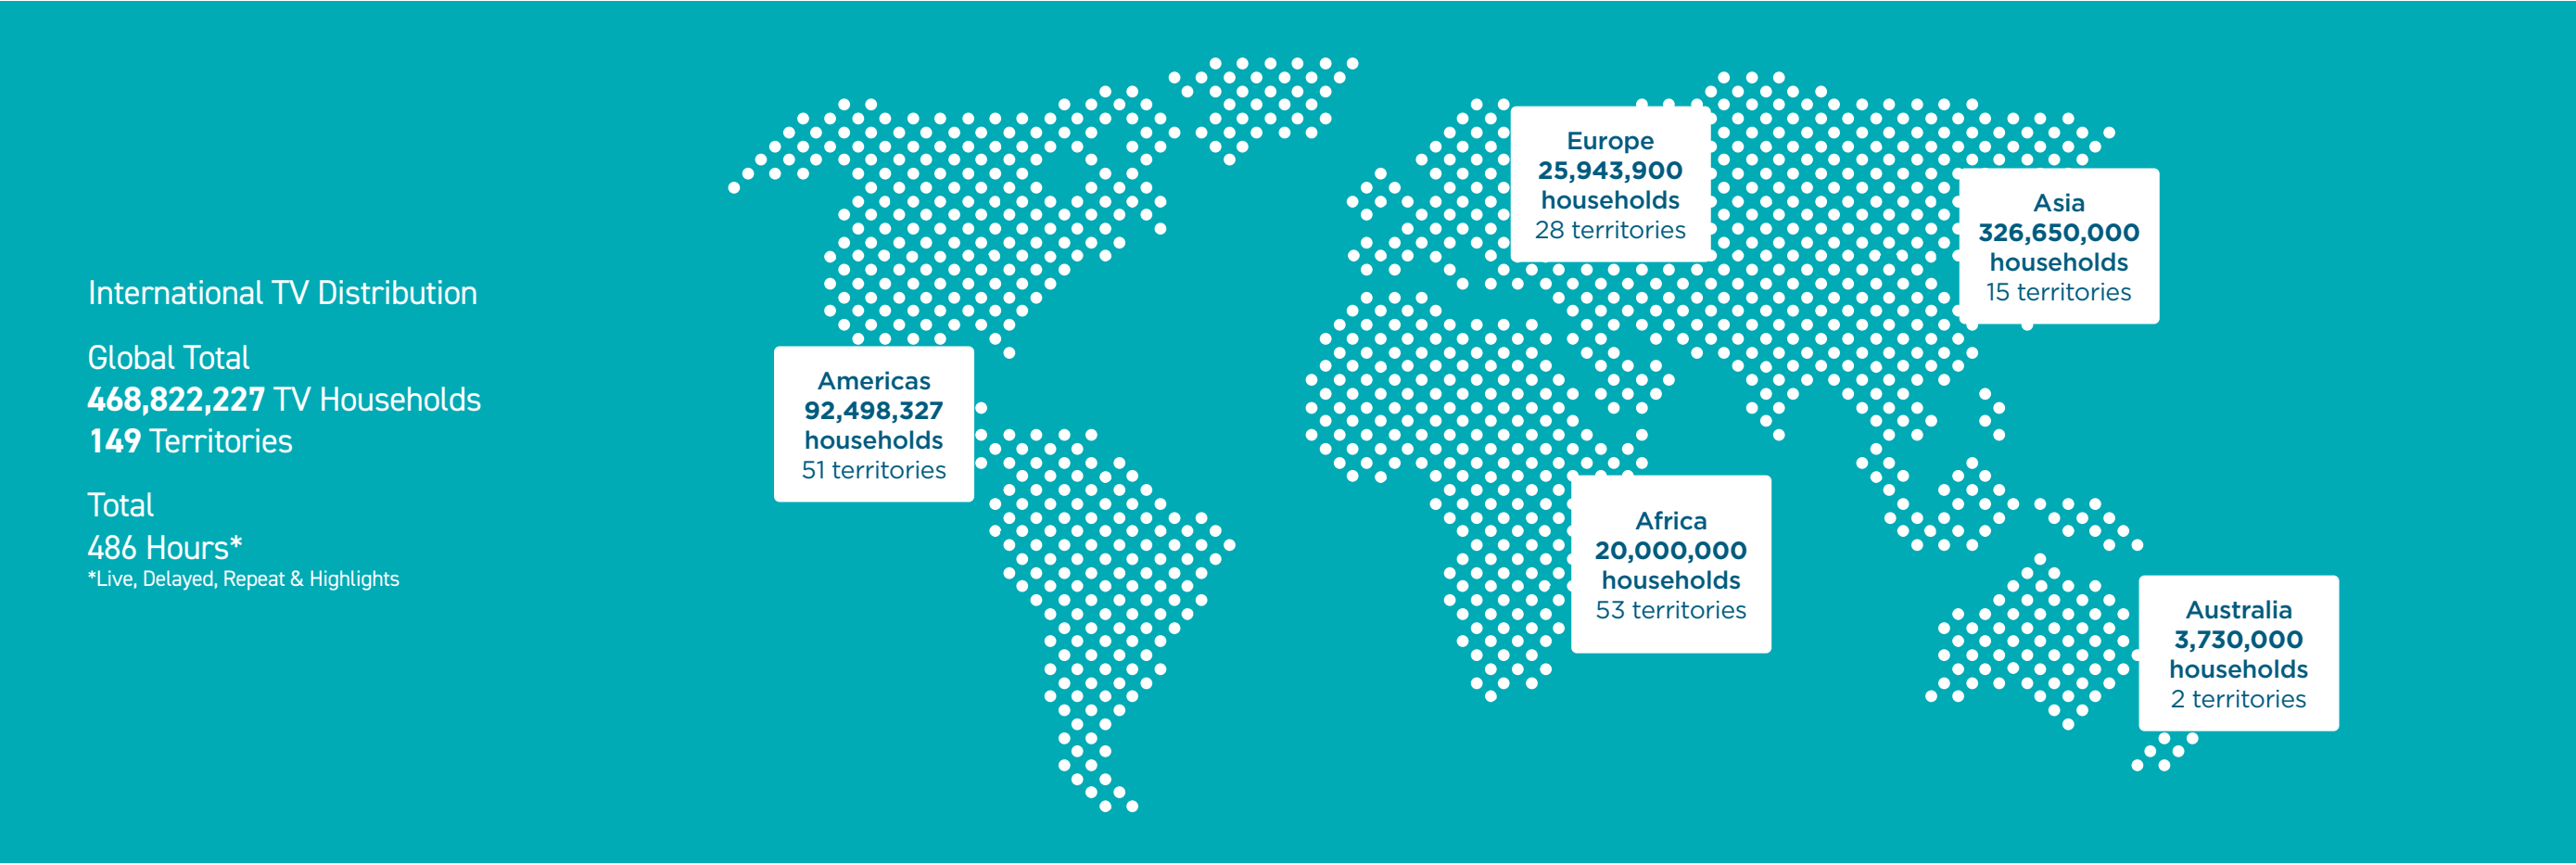 International TV Distribution
Global Total
468,822,227 TV Households
149 Territories
Total
486 Hours*
*Live, Delayed, Repeat & Highlights
Americas
92,498,327
households
51 territories
Europe
25,943,900
households
28 territories
Asia
326,650,000
households
15 territories
Africa
20,000,000
households
53 territories
Australia
3,730,000
households
2 territories